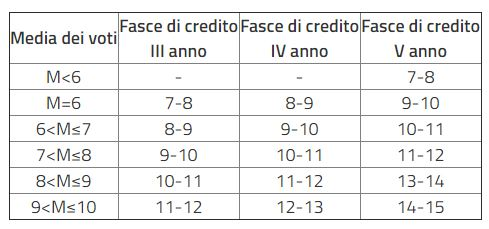 Media dei voti Fasce di credito III anno Fasce di credito IV anno Fasce di credito V anno
M<6 - - 7-8
M=6 7-8 8-9 9-10
6<M≤7 8-9 9-10 10-11
7<M≤8 9-10 10-11 11-12
8<M≤9 10-11 11-12 13-14
9<M≤10 11-12 12-13 14-15